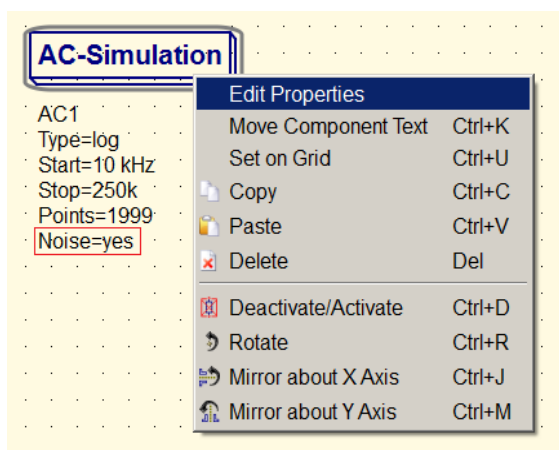 AC-Simulation
AC1
Type=log
Start=10 kHz
Stop=250k
Points=1999
Noise=yes
Edit Properties
Move Component Text Ctrl+K
Set on Grid Ctrl+U
Copy Ctrl+C
Paste Ctrl+V
Delete Del
Deactivate/Activate Ctrl+D
Rotate Ctrl+R
Mirror about X Axis Ctrl+J
Mirror about Y Axis Ctrl+M